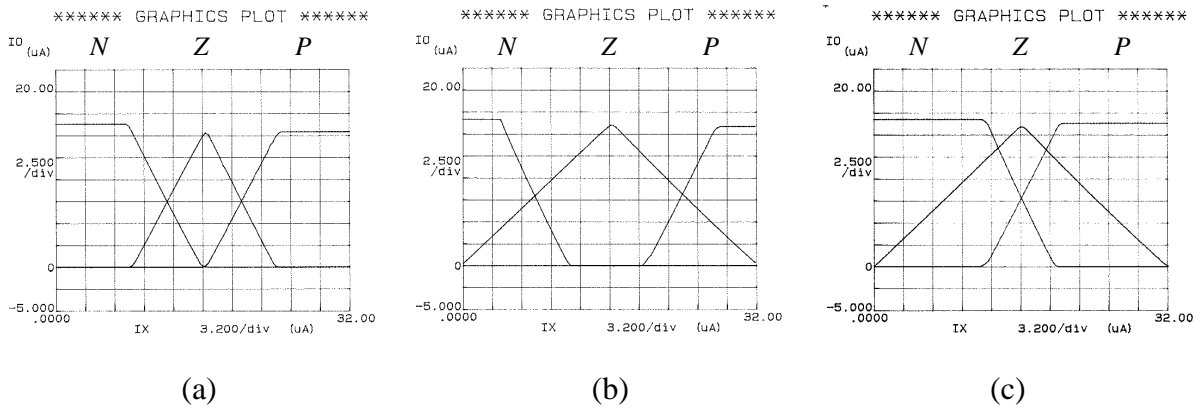 ****** GRAPHICS PLOT ******
IO (uA) N Z P
20.00
2.500 /div
0
-5.000
.0000 32.00
IX 3.200/div (uA)
(a)
****** GRAPHICS PLOT ******
IO (uA) N Z P
20.00
2.500 /div
0
-5.000
.0000 32.00
IX 3.200/div (uA)
(b)
****** GRAPHICS PLOT ******
IO (uA) N Z P
20.00
2.500 /div
0
-5.000
.0000 32.00
IX 3.200/div (uA)
(c)